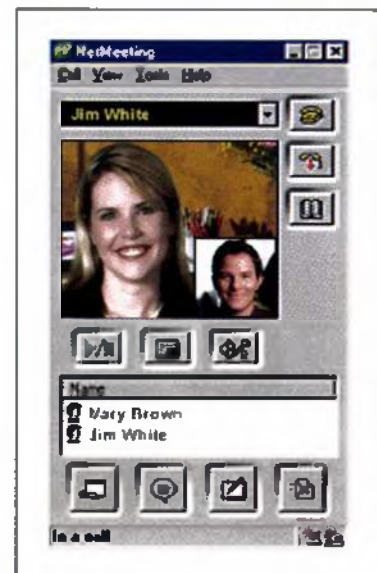 NetMeeting
Call View Tools Help
Jim White
Name
Mary Brown
Jim White
In a call